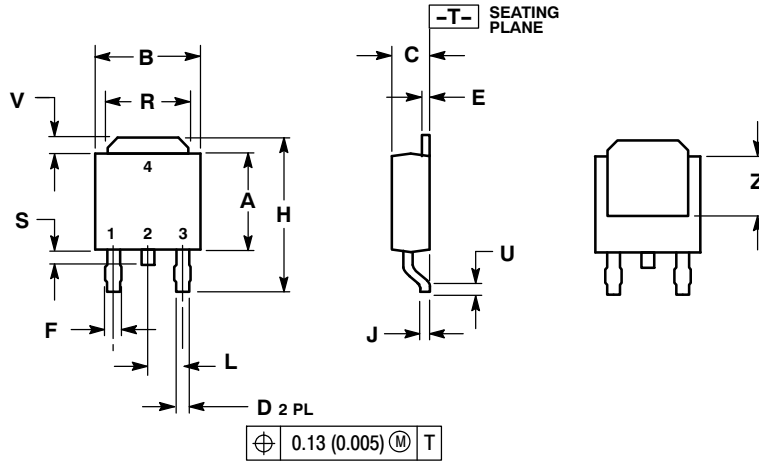 -T- SEATING
PLANE
B
C
V
R
E
4
Z
A
H
S
1 2 3
U
F
J
L
D 2 PL
⌖ 0.13 (0.005) Ⓜ T